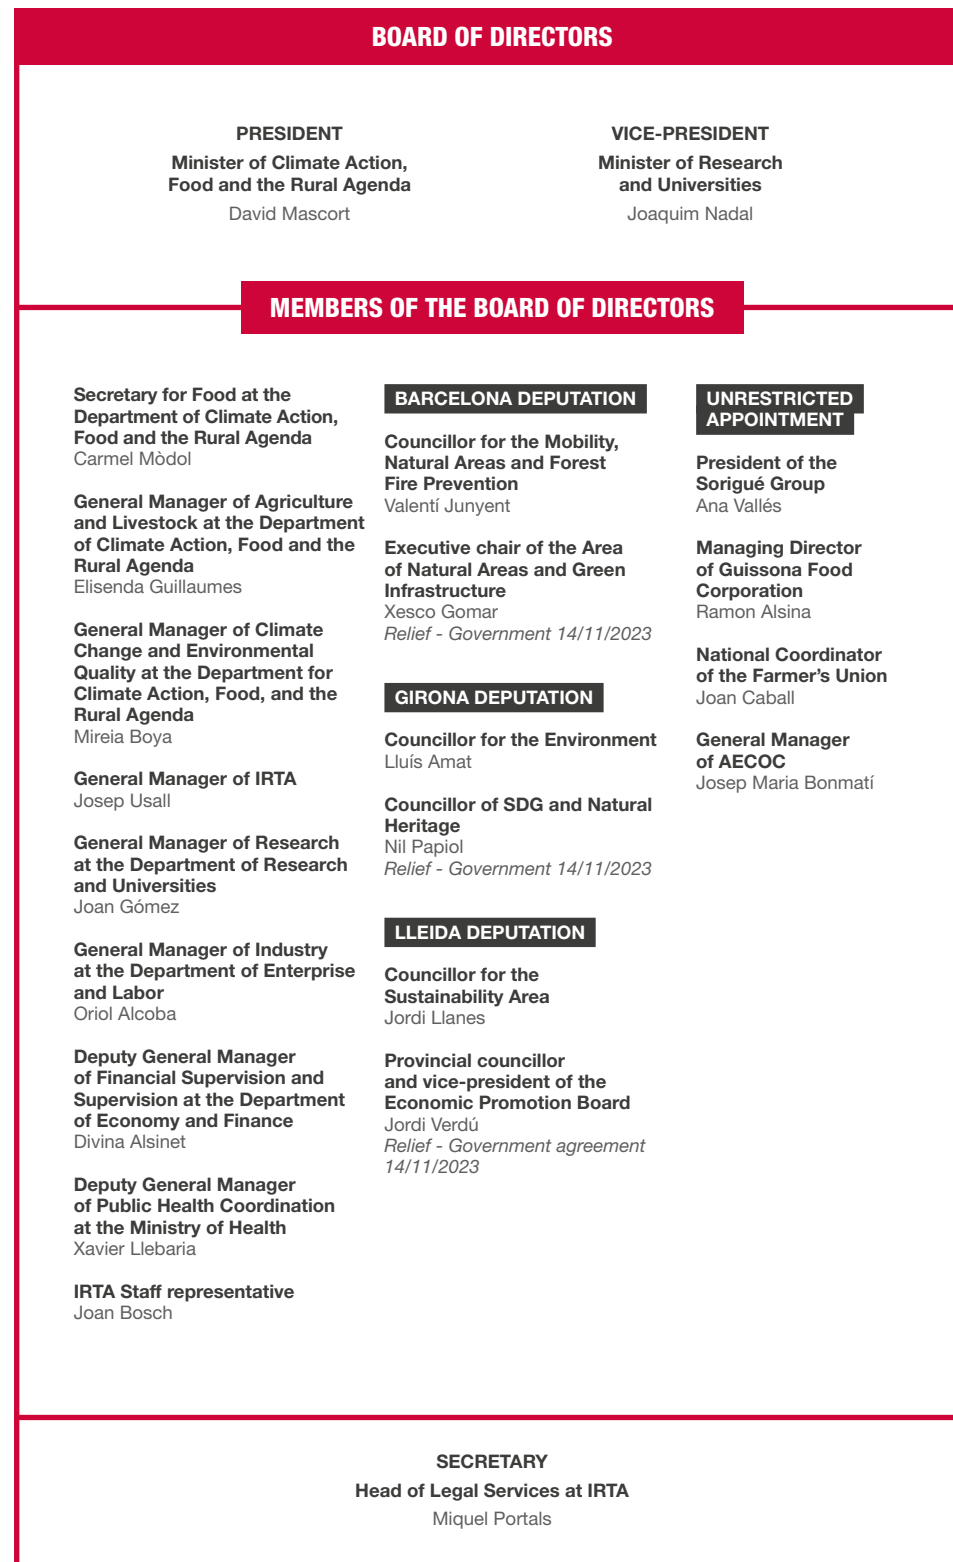 BOARD OF DIRECTORS
PRESIDENT
Minister of Climate Action,
Food and the Rural Agenda
David Mascort
VICE-PRESIDENT
Minister of Research
and Universities
Joaquim Nadal
MEMBERS OF THE BOARD OF DIRECTORS
Secretary for Food at the
Department of Climate Action,
Food and the Rural Agenda
Carmel Mòdol
General Manager of Agriculture
and Livestock at the Department
of Climate Action, Food and the
Rural Agenda
Elisenda Guillaumes
General Manager of Climate
Change and Environmental
Quality at the Department for
Climate Action, Food, and the
Rural Agenda
Mireia Boya
General Manager of IRTA
Josep Usall
General Manager of Research
at the Department of Research
and Universities
Joan Gómez
General Manager of Industry
at the Department of Enterprise
and Labor
Oriol Alcoba
Deputy General Manager
of Financial Supervision and
Supervision at the Department
of Economy and Finance
Divina Alsinet
Deputy General Manager
of Public Health Coordination
at the Ministry of Health
Xavier Llebaria
IRTA Staff representative
Joan Bosch
BARCELONA DEPUTATION
Councillor for the Mobility,
Natural Areas and Forest
Fire Prevention
Valentí Junyent
Executive chair of the Area
of Natural Areas and Green
Infrastructure
Xesco Gomar
Relief - Government 14/11/2023
GIRONA DEPUTATION
Councillor for the Environment
Lluís Amat
Councillor of SDG and Natural
Heritage
Nil Papiol
Relief - Government 14/11/2023
LLEIDA DEPUTATION
Councillor for the
Sustainability Area
Jordi Llanes
Provincial councillor
and vice-president of the
Economic Promotion Board
Jordi Verdú
Relief - Government agreement
14/11/2023
UNRESTRICTED
APPOINTMENT
President of the
Sorigué Group
Ana Vallés
Managing Director
of Guissona Food
Corporation
Ramon Alsina
National Coordinator
of the Farmer’s Union
Joan Caball
General Manager
of AECOC
Josep Maria Bonmatí
SECRETARY
Head of Legal Services at IRTA
Miquel Portals